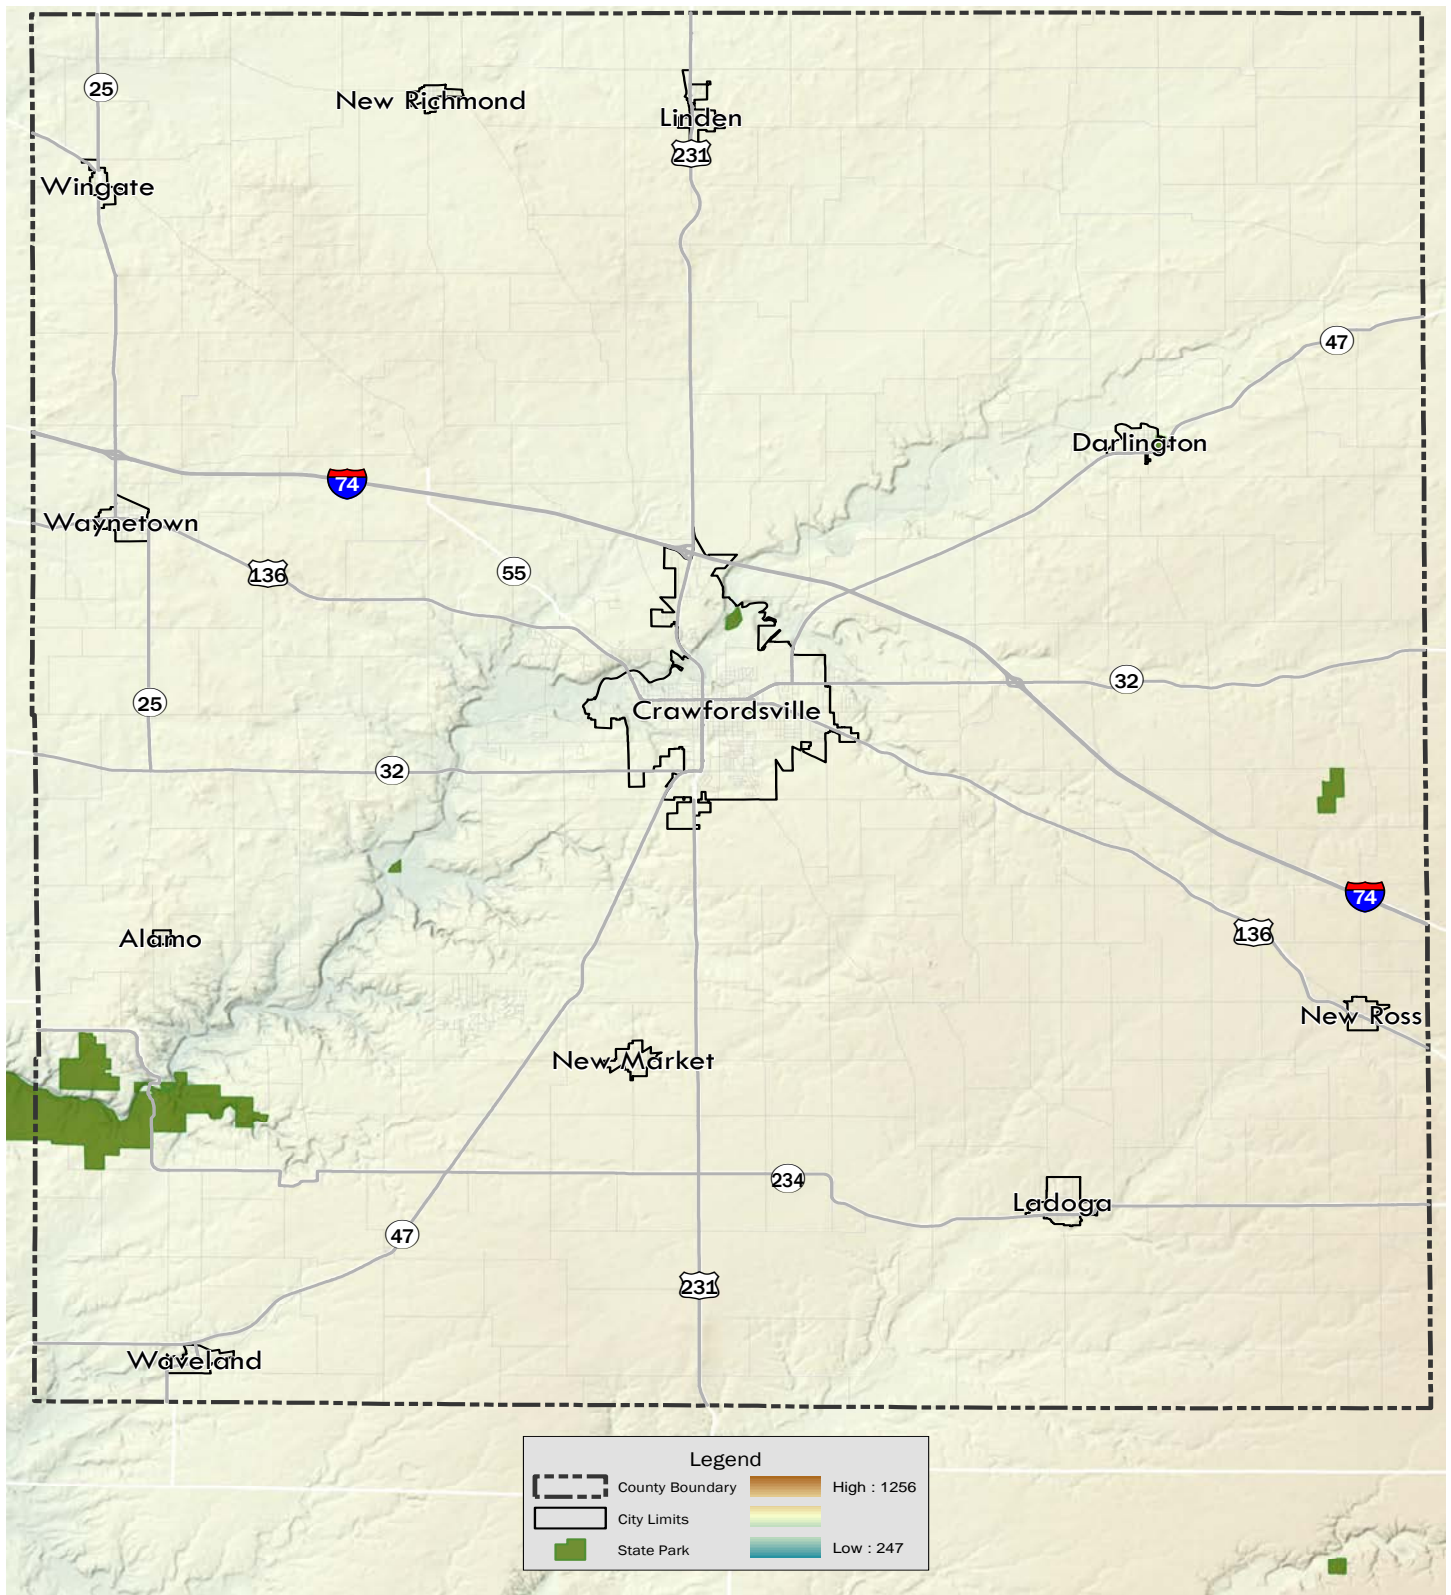 25
New Richmond
Linden
231
Wingate
47
Darlington
74
Waynetown
136
55
32
25
Crawfordsville
32
74
136
Alamo
New Ross
New Market
234
Ladoga
47
231
Waveland
Legend
County Boundary
High : 1256
City Limits
State Park
Low : 247